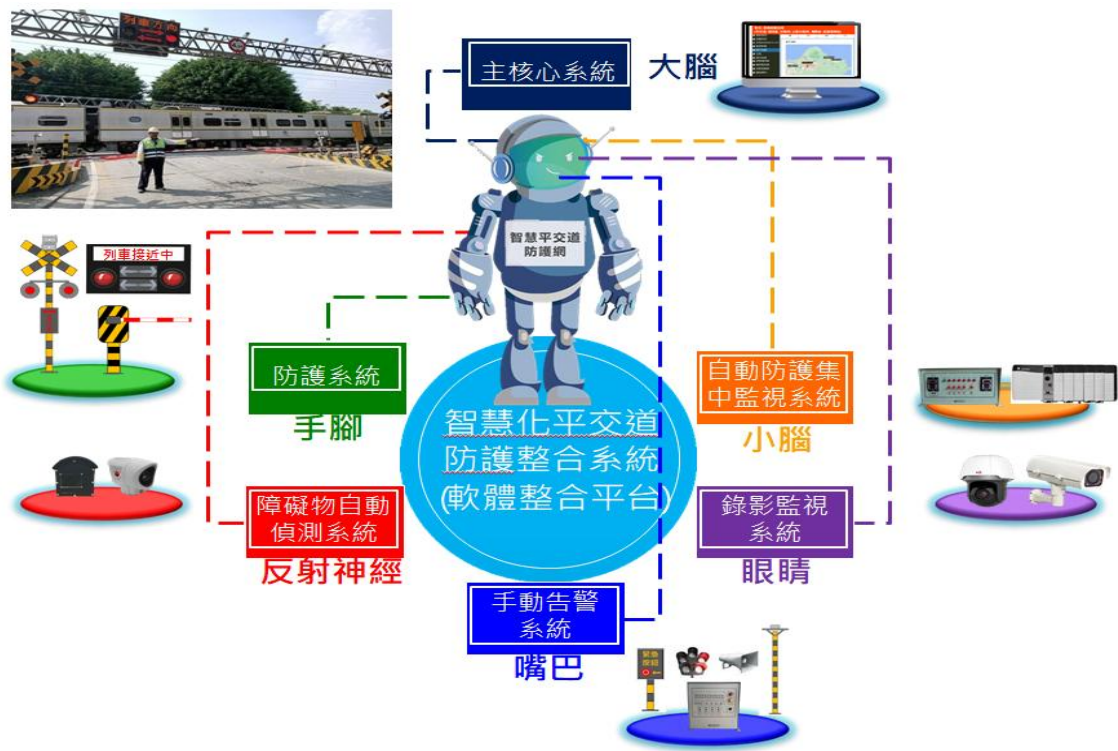 列車方向
主核心系統
大腦
智慧平交道
防護網
列車接近中
防護系統
手腳
自動防護集
中監視系統
小腦
智慧化平交道
防護整合系統
(軟體整合平台)
障礙物自動
偵測系統
反射神經
錄影監視
系統
眼睛
手動告警
系統
嘴巴
緊急
按鈕